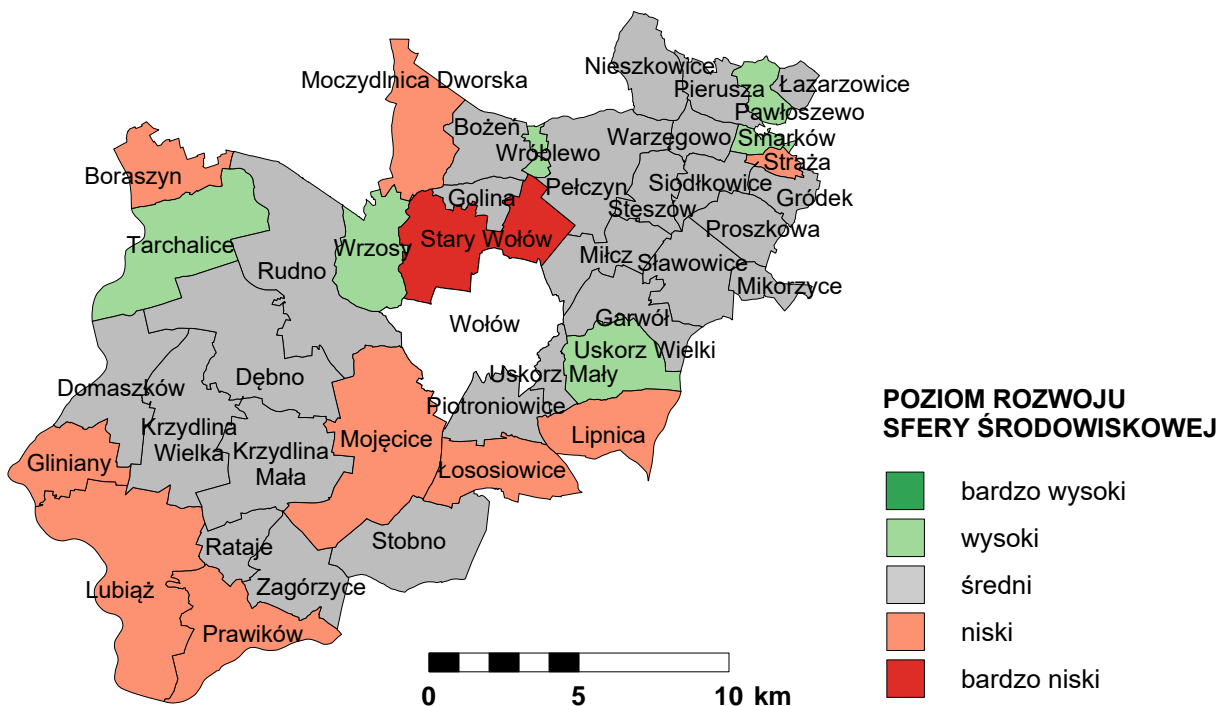 Nieszkowice
Moczydlnica Dworska
Pierusza
Łazarzowice
Pawłoszewo
Bożeń
Warzęgowo
Smarków
Wróblewo
Straża
Boraszyn
Siodłkowice
Golina
Pełczyn
Gródek
Stęszów
Proszkowa
Tarchalice
Wrzosy
Stary Wołów
Rudno
Miłcz
Sławowice
Mikorzyce
Wołów
Garwół
Uskorz Wielki
Domaszków
Dębno
Uskorz Mały
Piotroniowice
Krzydlina
Wielka
Mojęcice
Lipnica
Krzydlina
Mała
Gliniany
Łososiowice
Rataje
Stobno
Lubiąż
Zagórzyce
Prawików
0 5 10 km
POZIOM ROZWOJU
SFERY ŚRODOWISKOWEJ
bardzo wysoki
wysoki
średni
niski
bardzo niski